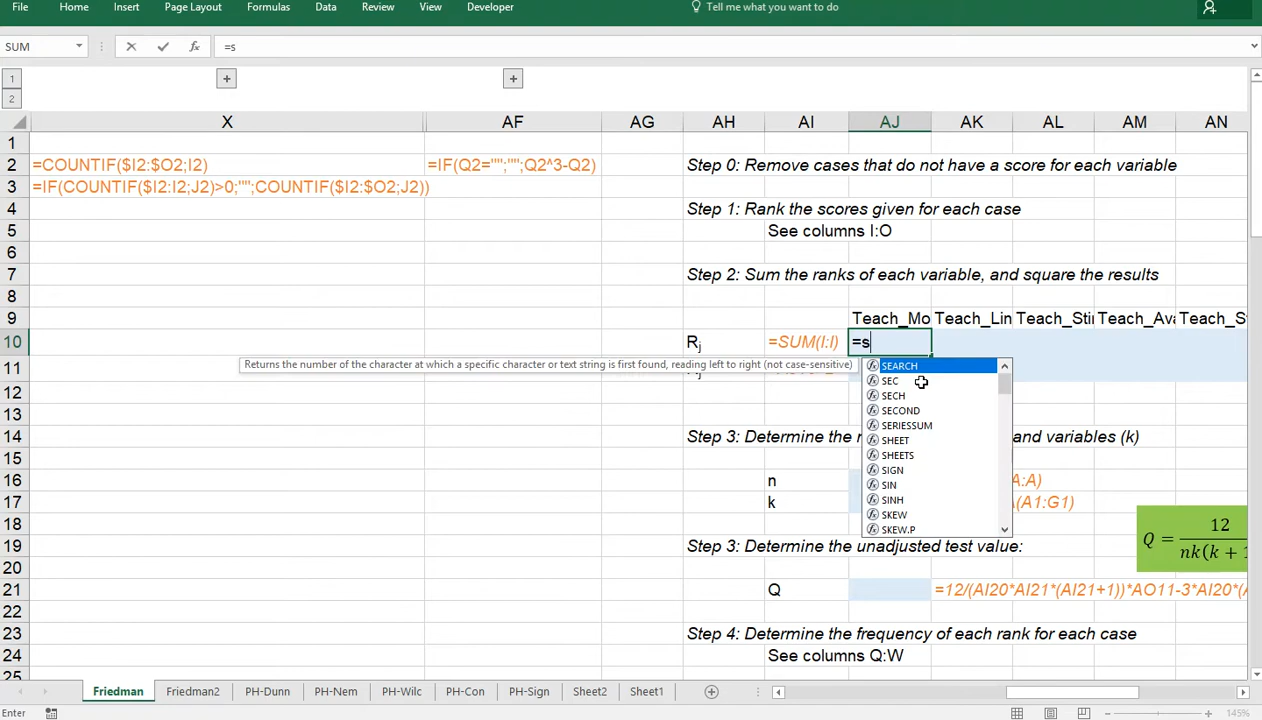 File Home Insert Page Layout Formulas Data Review View Developer Tell me what you want to do
SUM =s
1
2
X AF AG AH AI AJ AK AL AM AN
1
2 =COUNTIF($I2:$O2;I2) =IF(Q2="";"";Q2^3-Q2) Step 0: Remove cases that do not have a score for each variable
3 =IF(COUNTIF($I2:I2;J2)>0;"";COUNTIF($I2:$O2;J2))
4 Step 1: Rank the scores given for each case
5 See columns I:O
6
7 Step 2: Sum the ranks of each variable, and square the results
8
9 Teach_Mo Teach_Lin Teach_Sti Teach_Ava Teach_S
10 Rj =SUM(I:I) =s
Returns the number of the character at which a specific character or text string is first found, reading left to right (not case-sensitive)
SEARCH
11
SEC
12 SECH
13 SECOND
SERIESSUM
14 Step 3: Determine the and variables (k)
SHEET
15 SHEETS
16 n A:A)
SIGN
SIN
17 k (A1:G1)
SINH
18 SKEW
SKEW.P
Q = 12
nk(k + 1
19 Step 3: Determine the unadjusted test value:
20
21 Q =12/(AI20*AI21*(AI21+1))*AO11-3*AI20*(
22
23 Step 4: Determine the frequency of each rank for each case
24 See columns Q:W
25
Friedman Friedman2 PH-Dunn PH-Nem PH-Wilc PH-Con PH-Sign Sheet2 Sheet1
Enter 145%